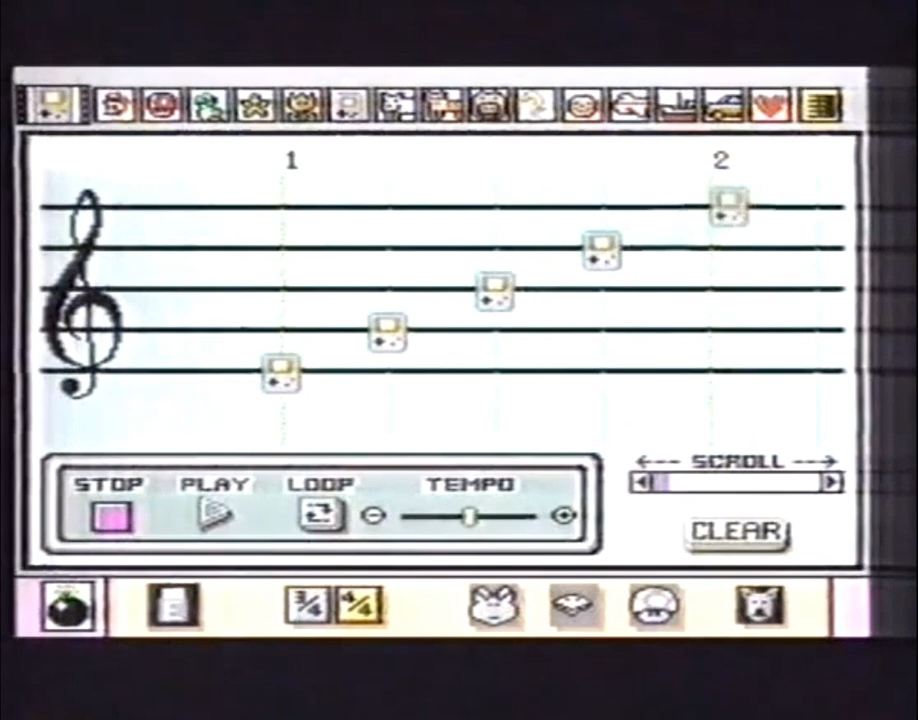 1 2
STOP PLAY LOOP TEMPO
SCROLL
CLEAR
3/4 4/4